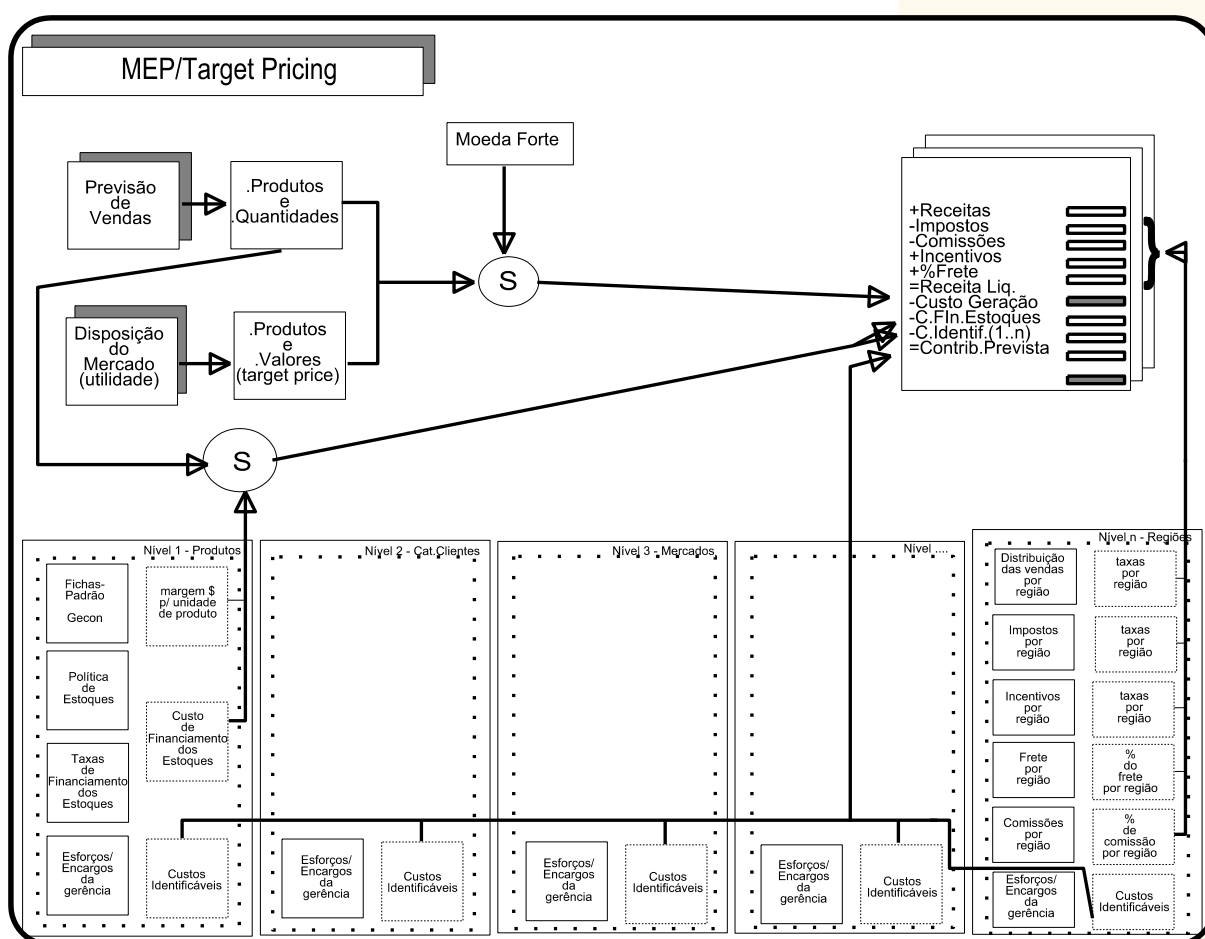 MEP/Target Pricing
Moeda Forte
Previsão
de
Vendas
.Produtos
e
.Quantidades
S
Disposição
do
Mercado
(utilidade)
.Produtos
e
.Valores
(target price)
S
+Receitas
-Impostos
-Comissões
+Incentivos
+%Frete
=Receita Liq.
-Custo Geração
-C.FIn.Estoques
-C.Identif.(1..n)
=Contrib.Prevista
Nível 1 - Produtos
Fichas-
Padrão
Gecon
margem $
p/ unidade
de produto
Política
de
Estoques
Custo
de
Financiamento
dos
Estoques
Taxas
de
Financiamento
dos
Estoques
Esforços/
Encargos
da
gerência
Custos
Identificáveis
Nível 2 - Cat.Clientes
Esforços/
Encargos
da
gerência
Custos
Identificáveis
Nível 3 - Mercados
Esforços/
Encargos
da
gerência
Custos
Identificáveis
Nível ....
Esforços/
Encargos
da
gerência
Custos
Identificáveis
Nível n - Regiões
Distribuição
das vendas
por
região
taxas
por
região
Impostos
por
região
taxas
por
região
Incentivos
por
região
taxas
por
região
Frete
por
região
%
do
frete
por região
Comissões
por
região
%
de
comissão
por região
Esforços/
Encargos
da
gerência
Custos
Identificáveis